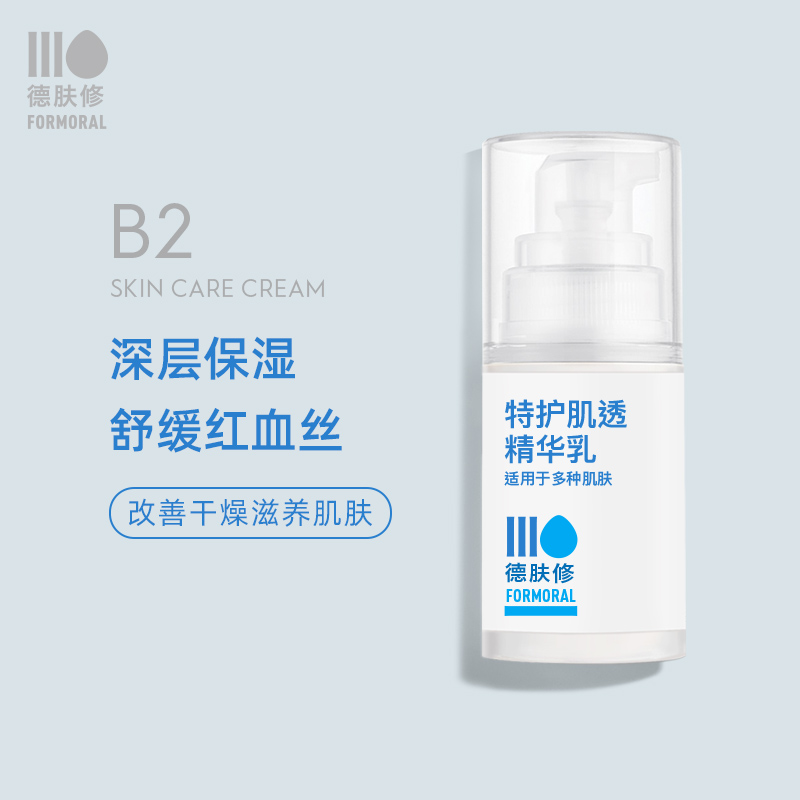 德肤修
FORMORAL
B2
SKIN CARE CREAM
深层保湿
舒缓红血丝
改善干燥滋养肌肤
特护肌透
精华乳
适用于多种肌肤
德肤修
FORMORAL